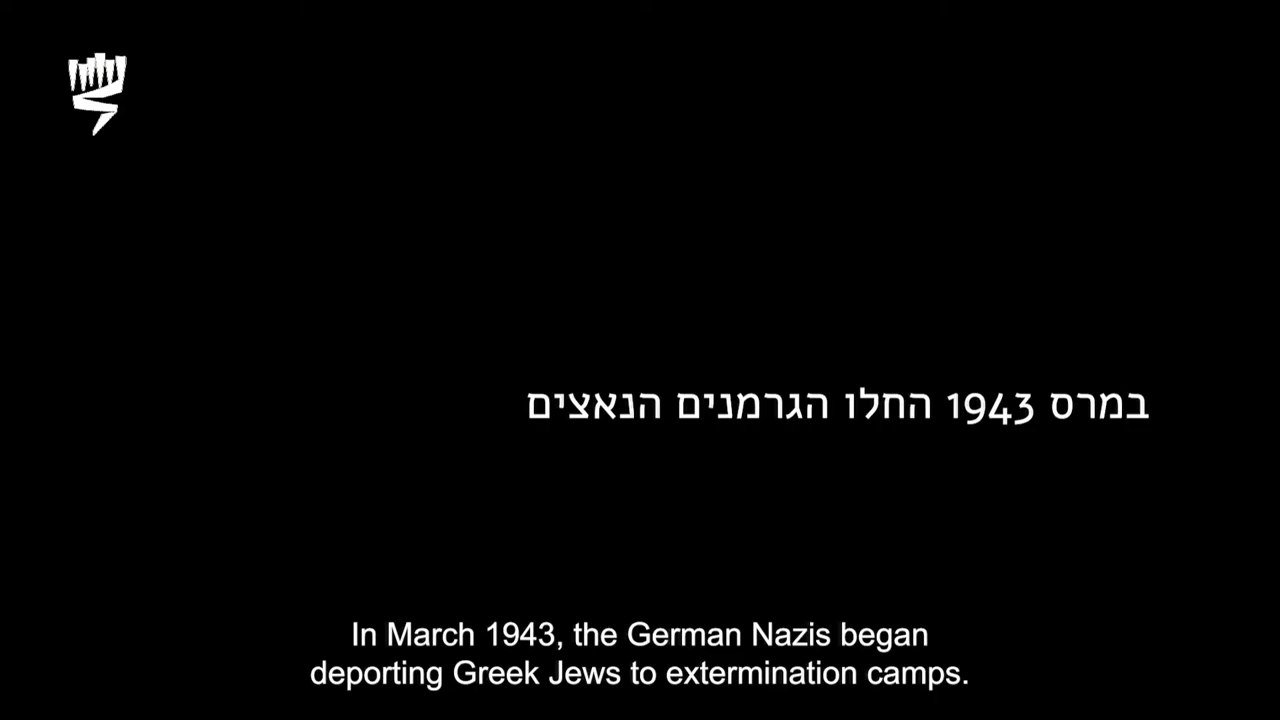 במרס 1943 החלו הגרמנים הנאצים
In March 1943, the German Nazis began
deporting Greek Jews to extermination camps.